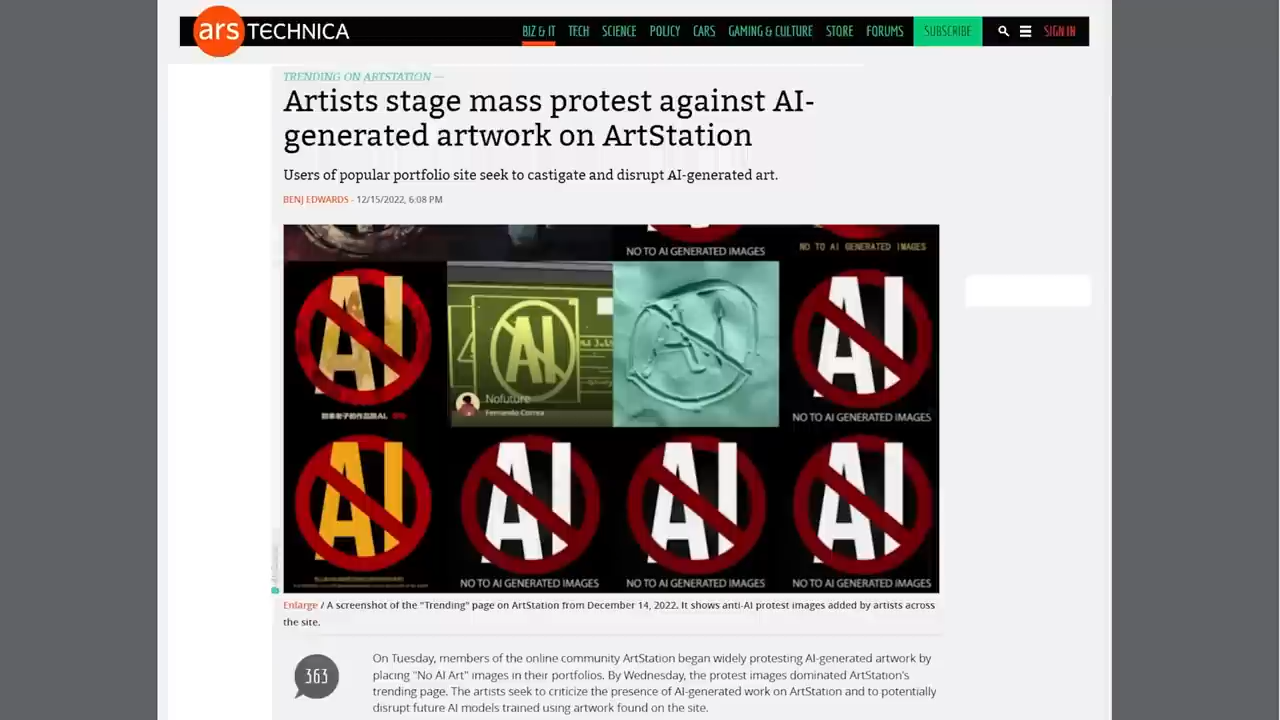 ars TECHNICA
BIZ & IT TECH SCIENCE POLICY CARS GAMING & CULTURE STORE FORUMS SUBSCRIBE SIGN IN
TRENDING ON ARTSTATION —
Artists stage mass protest against AI-
generated artwork on ArtStation
Users of popular portfolio site seek to castigate and disrupt AI-generated art.
BENJ EDWARDS - 12/15/2022, 6:08 PM
NO TO AI GENERATED IMAGES
NO TO AI GENERATED IMAGES
AI
AI
AI
AI
Nofuture
Fernando Correa
NO TO AI GENERATED IMAGES
AI
AI
AI
AI
NO TO AI GENERATED IMAGES
NO TO AI GENERATED IMAGES
NO TO AI GENERATED IMAGES
Enlarge / A screenshot of the "Trending" page on ArtStation from December 14, 2022. It shows anti-AI protest images added by artists across
the site.
363
On Tuesday, members of the online community ArtStation began widely protesting AI-generated artwork by
placing "No AI Art" images in their portfolios. By Wednesday, the protest images dominated ArtStation's
trending page. The artists seek to criticize the presence of AI-generated work on ArtStation and to potentially
disrupt future AI models trained using artwork found on the site.